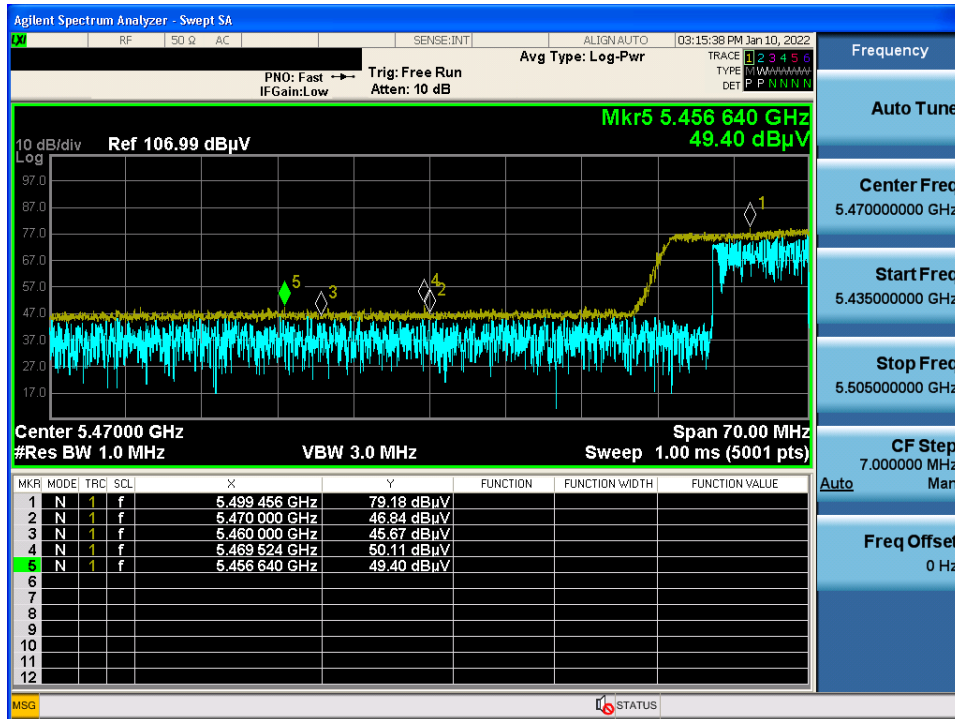 Agilent Spectrum Analyzer - Swept SA
LXI RF 50 Ω AC SENSE:INT ALIGN AUTO 03:15:38 PM Jan 10, 2022
Avg Type: Log-Pwr TRACE 1 2 3 4 5 6
PNO: Fast Trig: Free Run TYPE M WWWWW
IFGain:Low Atten: 10 dB DET P P N N N N
Mkr5 5.456 640 GHz
49.40 dBµV
10 dB/div Ref 106.99 dBµV
Log
97.0
87.0
77.0
67.0
57.0
47.0
37.0
27.0
17.0
1
5
3
4
2
Center 5.47000 GHz Span 70.00 MHz
#Res BW 1.0 MHz VBW 3.0 MHz Sweep 1.00 ms (5001 pts)
MKR MODE TRC SCL X Y FUNCTION FUNCTION WIDTH FUNCTION VALUE
1 N 1 f 5.499 456 GHz 79.18 dBµV
2 N 1 f 5.470 000 GHz 46.84 dBµV
3 N 1 f 5.460 000 GHz 45.67 dBµV
4 N 1 f 5.469 524 GHz 50.11 dBµV
5 N 1 f 5.456 640 GHz 49.40 dBµV
6
7
8
9
10
11
12
MSG STATUS
Frequency
Auto Tune
Center Freq
5.470000000 GHz
Start Freq
5.435000000 GHz
Stop Freq
5.505000000 GHz
CF Step
7.000000 MHz
Auto Man
Freq Offset
0 Hz